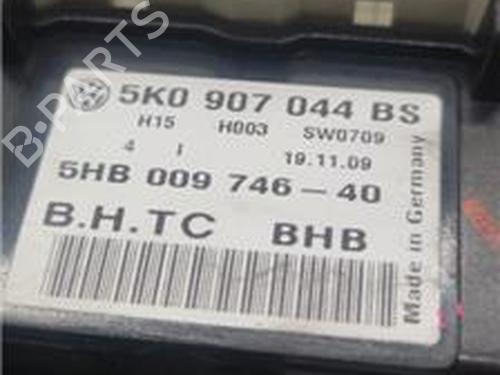 5K0 907 044 BS
H15 H003 SW0709
4 I 19.11.09
5HB 009 746-40
B.H.TC BHB
Made in Germany
B-PARTS